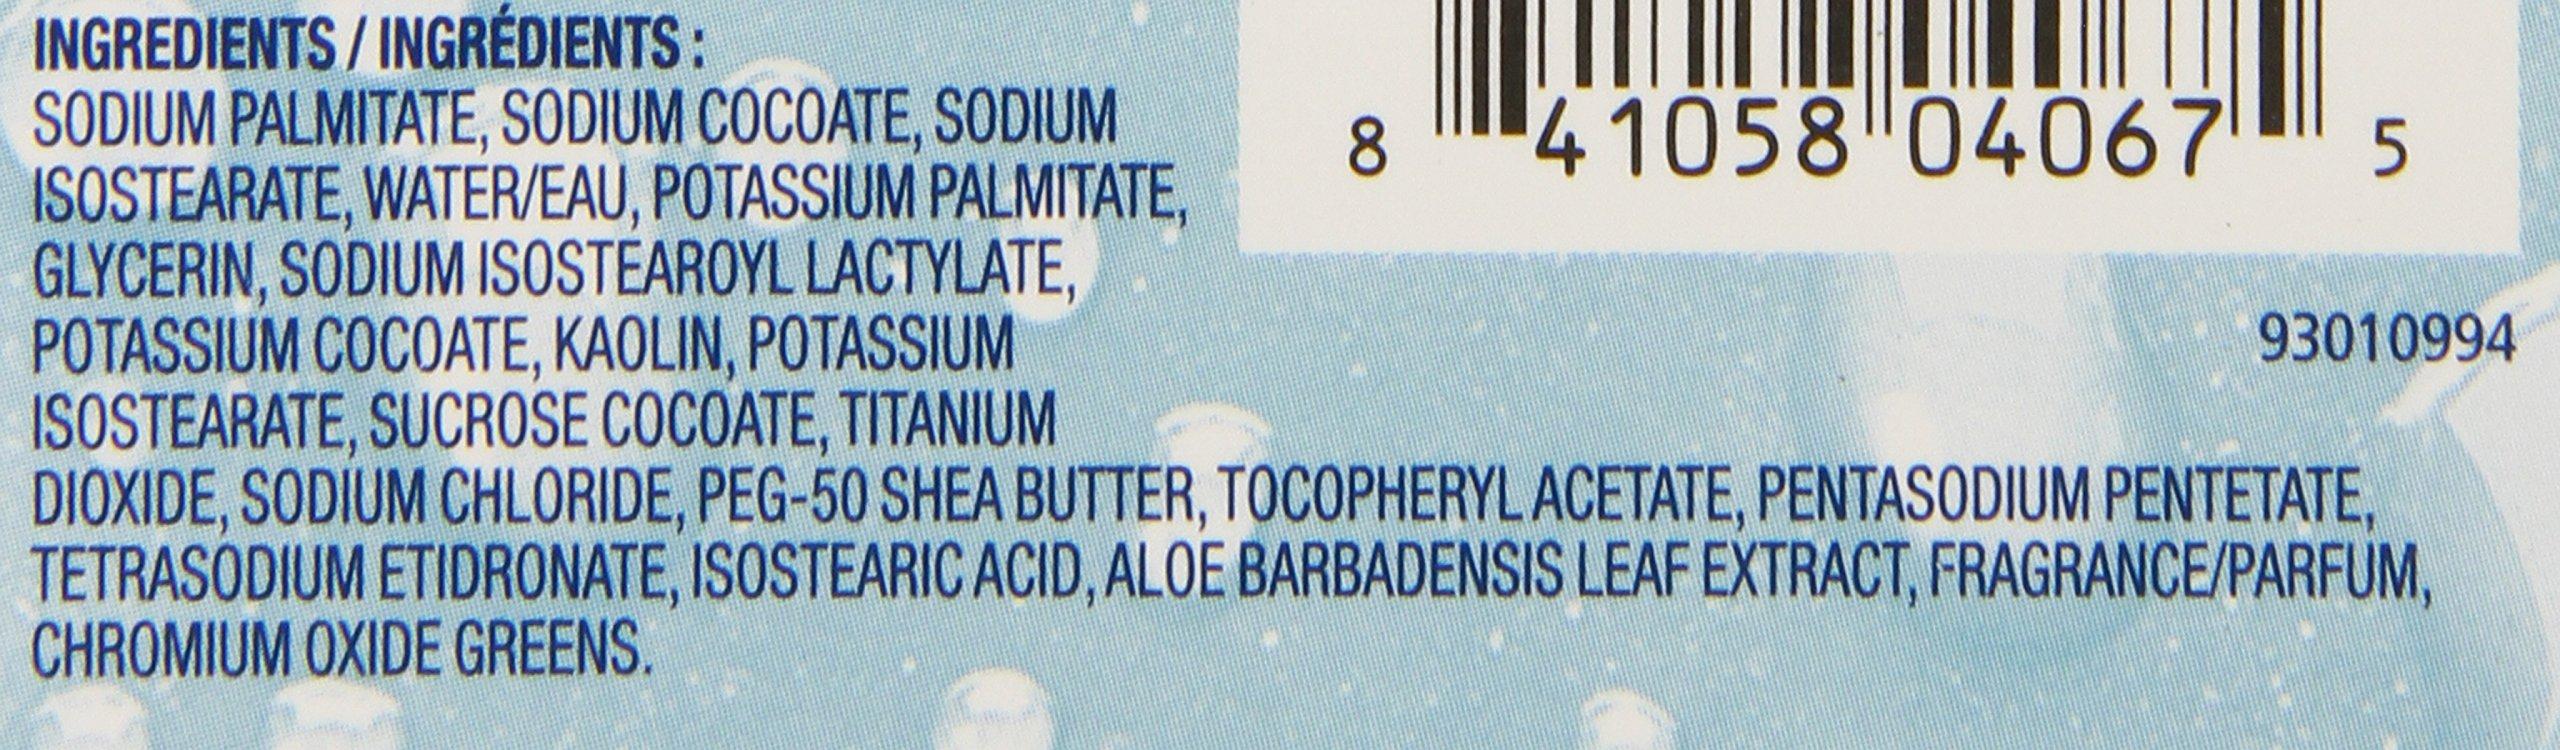 INGREDIENTS / INGRÉDIENTS :
SODIUM PALMITATE, SODIUM COCOATE, SODIUM
ISOSTEARATE, WATER/EAU, POTASSIUM PALMITATE,
GLYCERIN, SODIUM ISOSTEAROYL LACTYLATE,
POTASSIUM COCOATE, KAOLIN, POTASSIUM
ISOSTEARATE, SUCROSE COCOATE, TITANIUM
DIOXIDE, SODIUM CHLORIDE, PEG-50 SHEA BUTTER, TOCOPHERYL ACETATE, PENTASODIUM PENTETATE,
TETRASODIUM ETIDRONATE, ISOSTEARIC ACID, ALOE BARBADENSIS LEAF EXTRACT, FRAGRANCE/PARFUM,
CHROMIUM OXIDE GREENS.
8 41058 04067 5
93010994